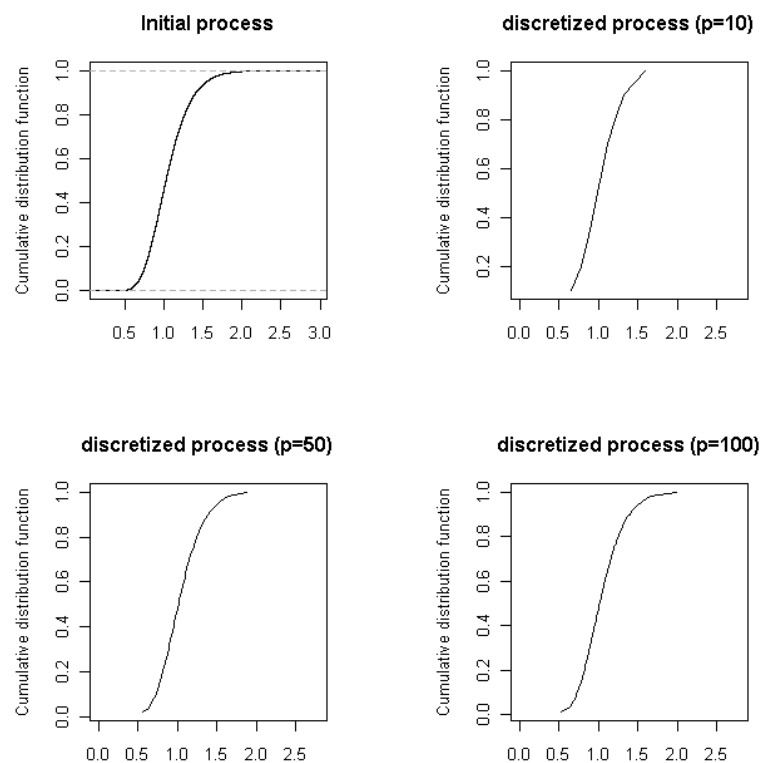 Initial process
discretized process (p=10)
Cumulative distribution function
0.0 0.2 0.4 0.6 0.8 1.0
0.5 1.0 1.5 2.0 2.5 3.0
Cumulative distribution function
0.2 0.4 0.6 0.8 1.0
0.0 0.5 1.0 1.5 2.0 2.5
discretized process (p=50)
discretized process (p=100)
Cumulative distribution function
0.0 0.2 0.4 0.6 0.8 1.0
0.0 0.5 1.0 1.5 2.0 2.5
Cumulative distribution function
0.0 0.2 0.4 0.6 0.8 1.0
0.0 0.5 1.0 1.5 2.0 2.5